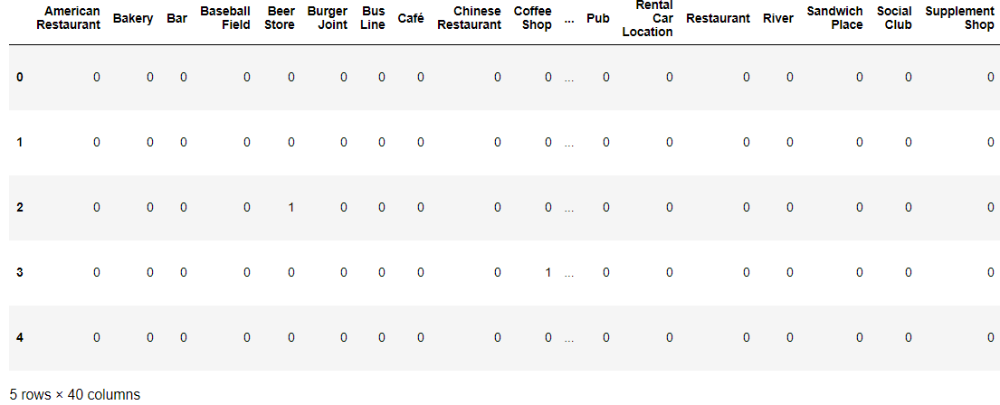 American Restaurant Bakery Bar Baseball Field Beer Store Burger Joint Bus Line Café Chinese Restaurant Coffee Shop ... Pub Rental Car Location Restaurant River Sandwich Place Social Club Supplement Shop
0 0 0 0 0 0 0 0 0 0 0 ... 0 0 0 0 0 0 0
1 0 0 0 0 0 0 0 0 0 0 ... 0 0 0 0 0 0 0
2 0 0 0 0 1 0 0 0 0 0 ... 0 0 0 0 0 0 0
3 0 0 0 0 0 0 0 0 0 1 ... 0 0 0 0 0 0 0
4 0 0 0 0 0 0 0 0 0 0 ... 0 0 0 0 0 0 0
5 rows × 40 columns